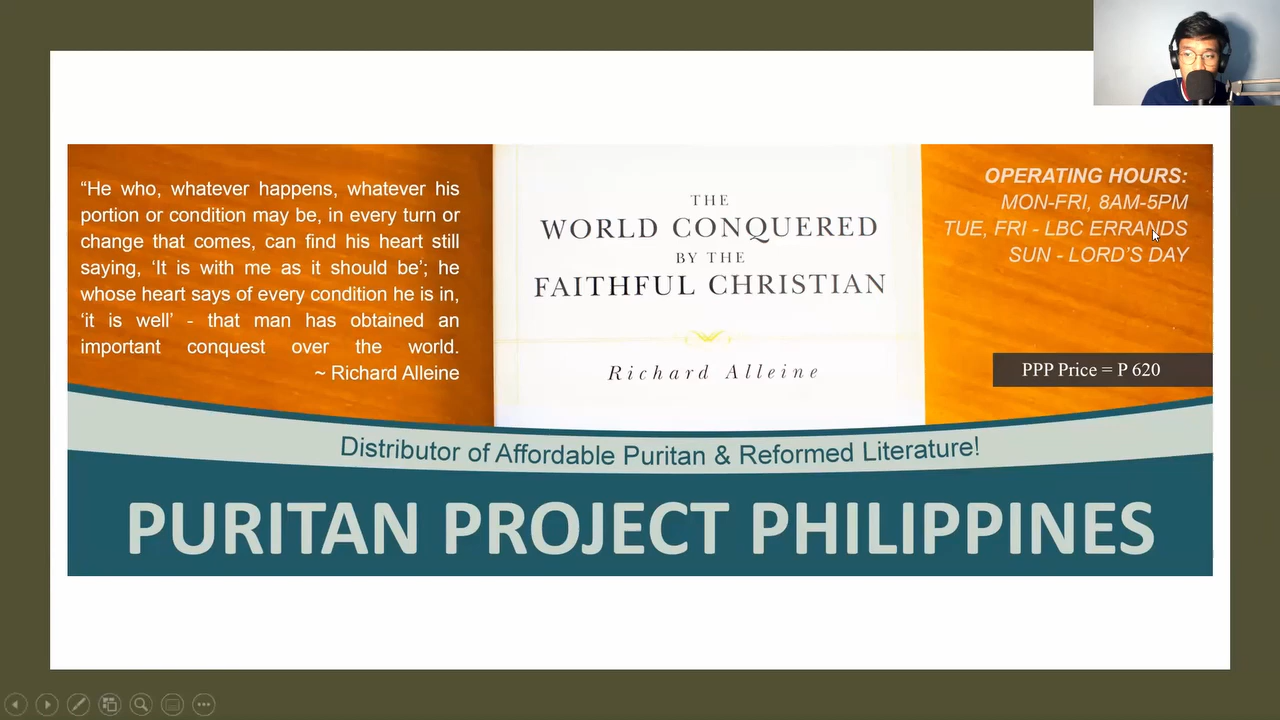 “He who, whatever happens, whatever his
portion or condition may be, in every turn or
change that comes, can find his heart still
saying, ‘It is with me as it should be’; he
whose heart says of every condition he is in,
‘it is well’ - that man has obtained an
important conquest over the world.
~ Richard Alleine
THE
WORLD CONQUERED
BY THE
FAITHFUL CHRISTIAN
Richard Alleine
OPERATING HOURS:
MON-FRI, 8AM-5PM
TUE, FRI - LBC ERRANDS
SUN - LORD’S DAY
PPP Price = P 620
Distributor of Affordable Puritan & Reformed Literature!
PURITAN PROJECT PHILIPPINES